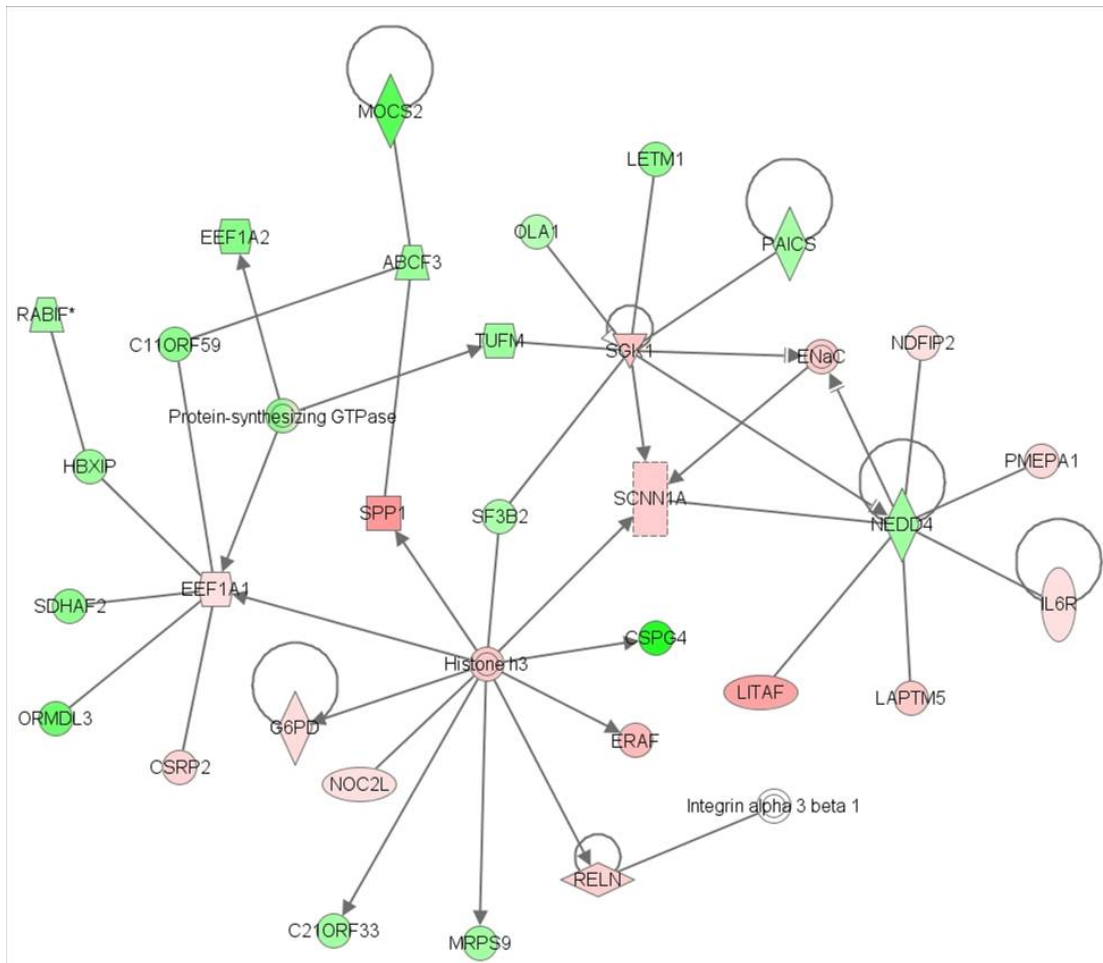 MOCS2
LETM1
OLA1
PAICS
EEF1A2
ABCF3
RABIF*
C11ORF59
TUFM
SGK1
ENaC
NDFIP2
Protein-synthesizing GTPase
HBXIP
PMEPA1
SPP1
SF3B2
SCNN1A
NEDD4
EEF1A1
SDHAF2
IL6R
CSPG4
Histone h3
LITAF
LAPTM5
ORMDL3
G6PD
ERAF
CSRP2
NOC2L
Integrin alpha 3 beta 1
RELN
C21ORF33
MRPS9